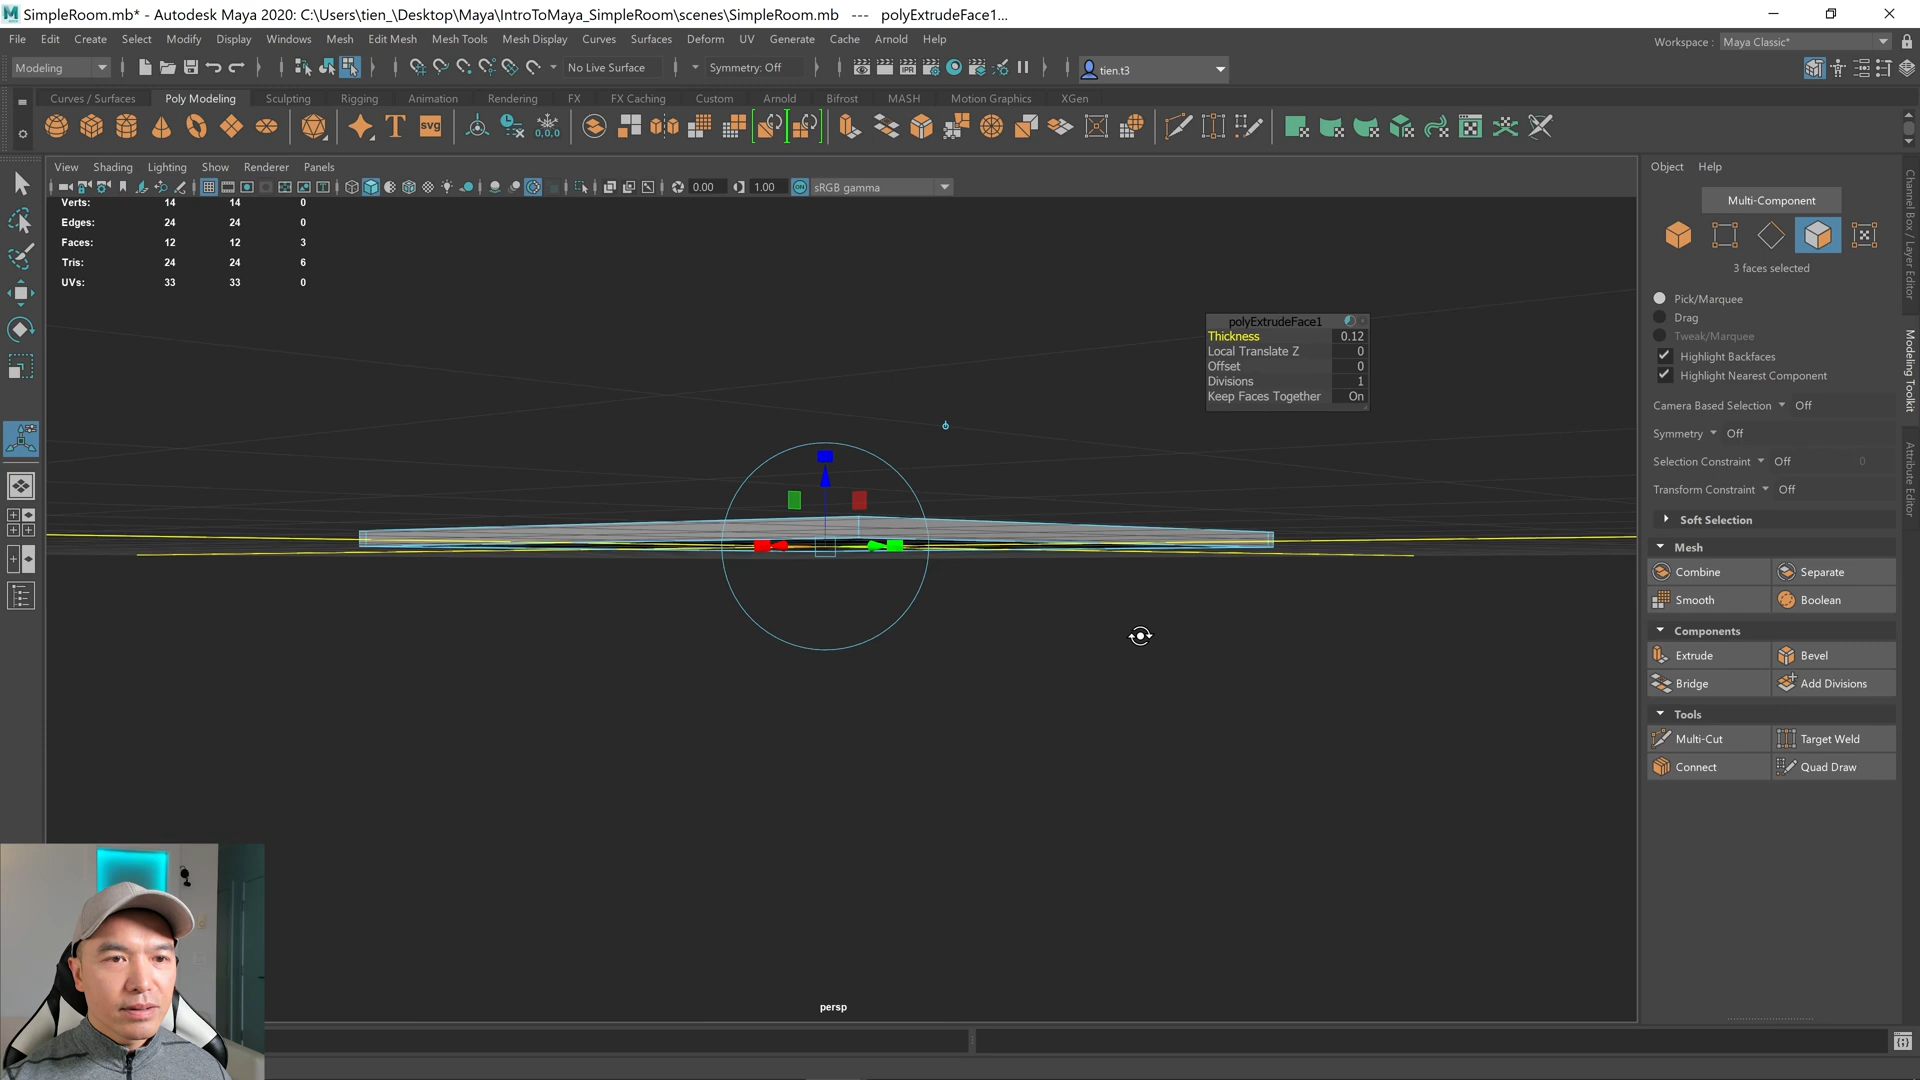 SimpleRoom.mb* - Autodesk Maya 2020: C:\Users\tien_\Desktop\Maya\IntroToMaya_SimpleRoom\scenes\SimpleRoom.mb --- polyExtrudeFace1...
File Edit Create Select Modify Display Windows Mesh Edit Mesh Mesh Tools Mesh Display Curves Surfaces Deform UV Generate Cache Arnold Help
Workspace : Maya Classic*
Modeling No Live Surface Symmetry: Off tien.t3
Curves / Surfaces Poly Modeling Sculpting Rigging Animation Rendering FX FX Caching Custom Arnold Bifrost MASH Motion Graphics XGen
View Shading Lighting Show Renderer Panels
0.00 1.00 sRGB gamma
Verts: 14 14 0
Edges: 24 24 0
Faces: 12 12 3
Tris: 24 24 6
UVs: 33 33 0
polyExtrudeFace1
Thickness 0.12
Local Translate Z 0
Offset 0
Divisions 1
Keep Faces Together On
persp
Object Help
Multi-Component
3 faces selected
Pick/Marquee
Drag
Tweak/Marquee
Highlight Backfaces
Highlight Nearest Component
Camera Based Selection Off
Symmetry Off
Selection Constraint Off 0
Transform Constraint Off
Soft Selection
Mesh
Combine Separate
Smooth Boolean
Components
Extrude Bevel
Bridge Add Divisions
Tools
Multi-Cut Target Weld
Connect Quad Draw
Channel Box / Layer Editor
Modeling Toolkit
Attribute Editor